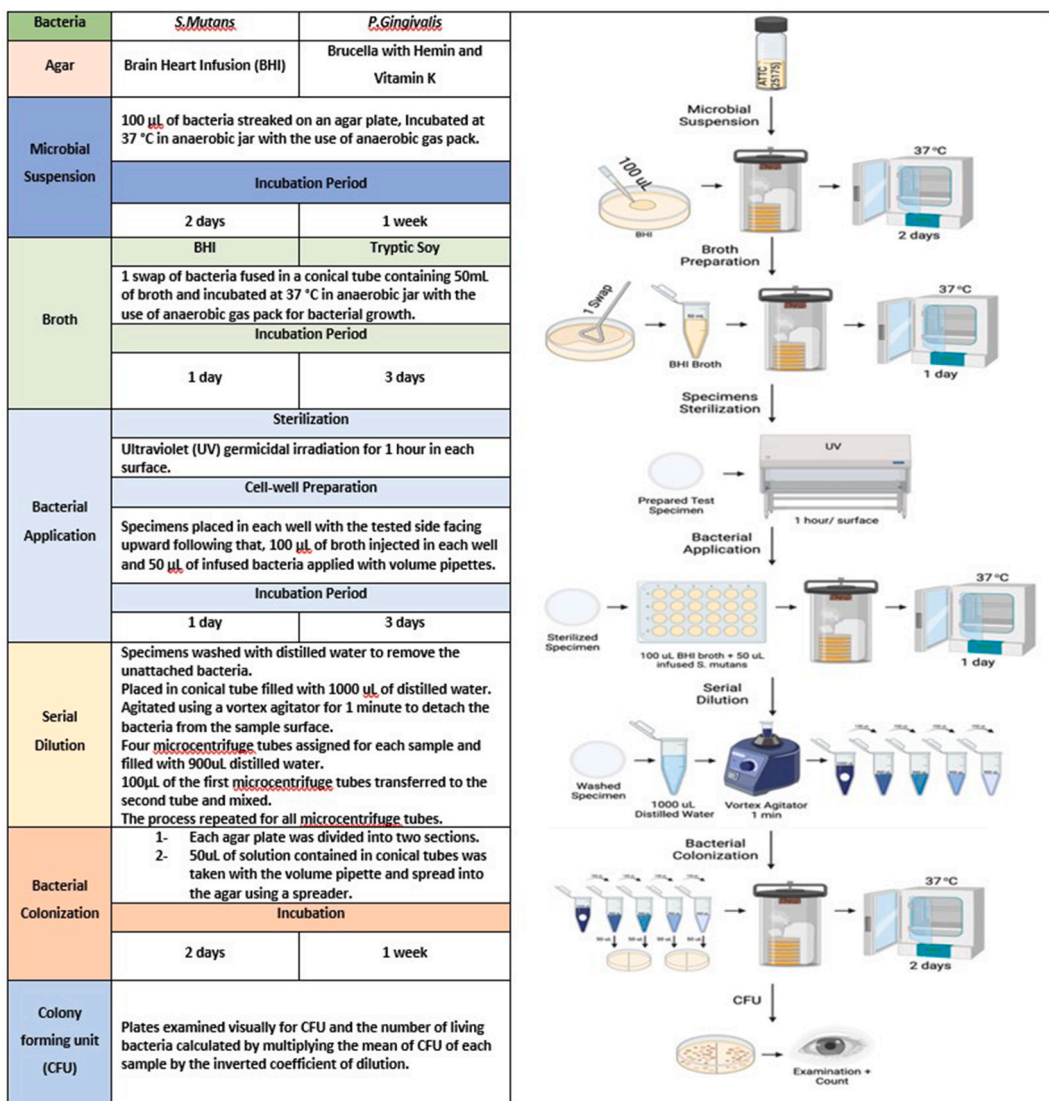 Bacteria
S.Mutans
P.Gingivalis
Agar
Brain Heart Infusion (BHI)
Brucella with Hemin and
Vitamin K
Microbial
Suspension
100 µL of bacteria streaked on an agar plate, Incubated at
37 °C in anaerobic jar with the use of anaerobic gas pack.
Incubation Period
2 days
1 week
Broth
BHI
Tryptic Soy
1 swap of bacteria fused in a conical tube containing 50mL
of broth and incubated at 37 °C in anaerobic jar with the
use of anaerobic gas pack for bacterial growth.
Incubation Period
1 day
3 days
Bacterial
Application
Sterilization
Ultraviolet (UV) germicidal irradiation for 1 hour in each
surface.
Cell-well Preparation
Specimens placed in each well with the tested side facing
upward following that, 100 µL of broth injected in each well
and 50 µL of infused bacteria applied with volume pipettes.
Incubation Period
1 day
3 days
Serial
Dilution
Specimens washed with distilled water to remove the
unattached bacteria.
Placed in conical tube filled with 1000 uL of distilled water.
Agitated using a vortex agitator for 1 minute to detach the
bacteria from the sample surface.
Four microcentrifuge tubes assigned for each sample and
filled with 900uL distilled water.
100µL of the first microcentrifuge tubes transferred to the
second tube and mixed.
The process repeated for all microcentrifuge tubes.
Bacterial
Colonization
1- Each agar plate was divided into two sections.
2- 50uL of solution contained in conical tubes was
taken with the volume pipette and spread into
the agar using a spreader.
Incubation
2 days
1 week
Colony
forming unit
(CFU)
Plates examined visually for CFU and the number of living
bacteria calculated by multiplying the mean of CFU of each
sample by the inverted coefficient of dilution.
ATTC
(25175)
Microbial
Suspension
100 uL
BHI
37 °C
2 days
Broth
Preparation
1 Swap
50 mL
BHI Broth
37 °C
1 day
Specimens
Sterilization
Prepared Test
Specimen
UV
1 hour/ surface
Bacterial
Application
Sterilized
Specimen
100 uL BHI broth + 50 uL
infused S. mutans
37 °C
1 day
Serial
Dilution
Washed
Specimen
1000 uL
Distilled Water
Vortex Agitator
1 min
Bacterial
Colonization
50 uL
50 uL
50 uL
50 uL
37 °C
2 days
CFU
Examination +
Count